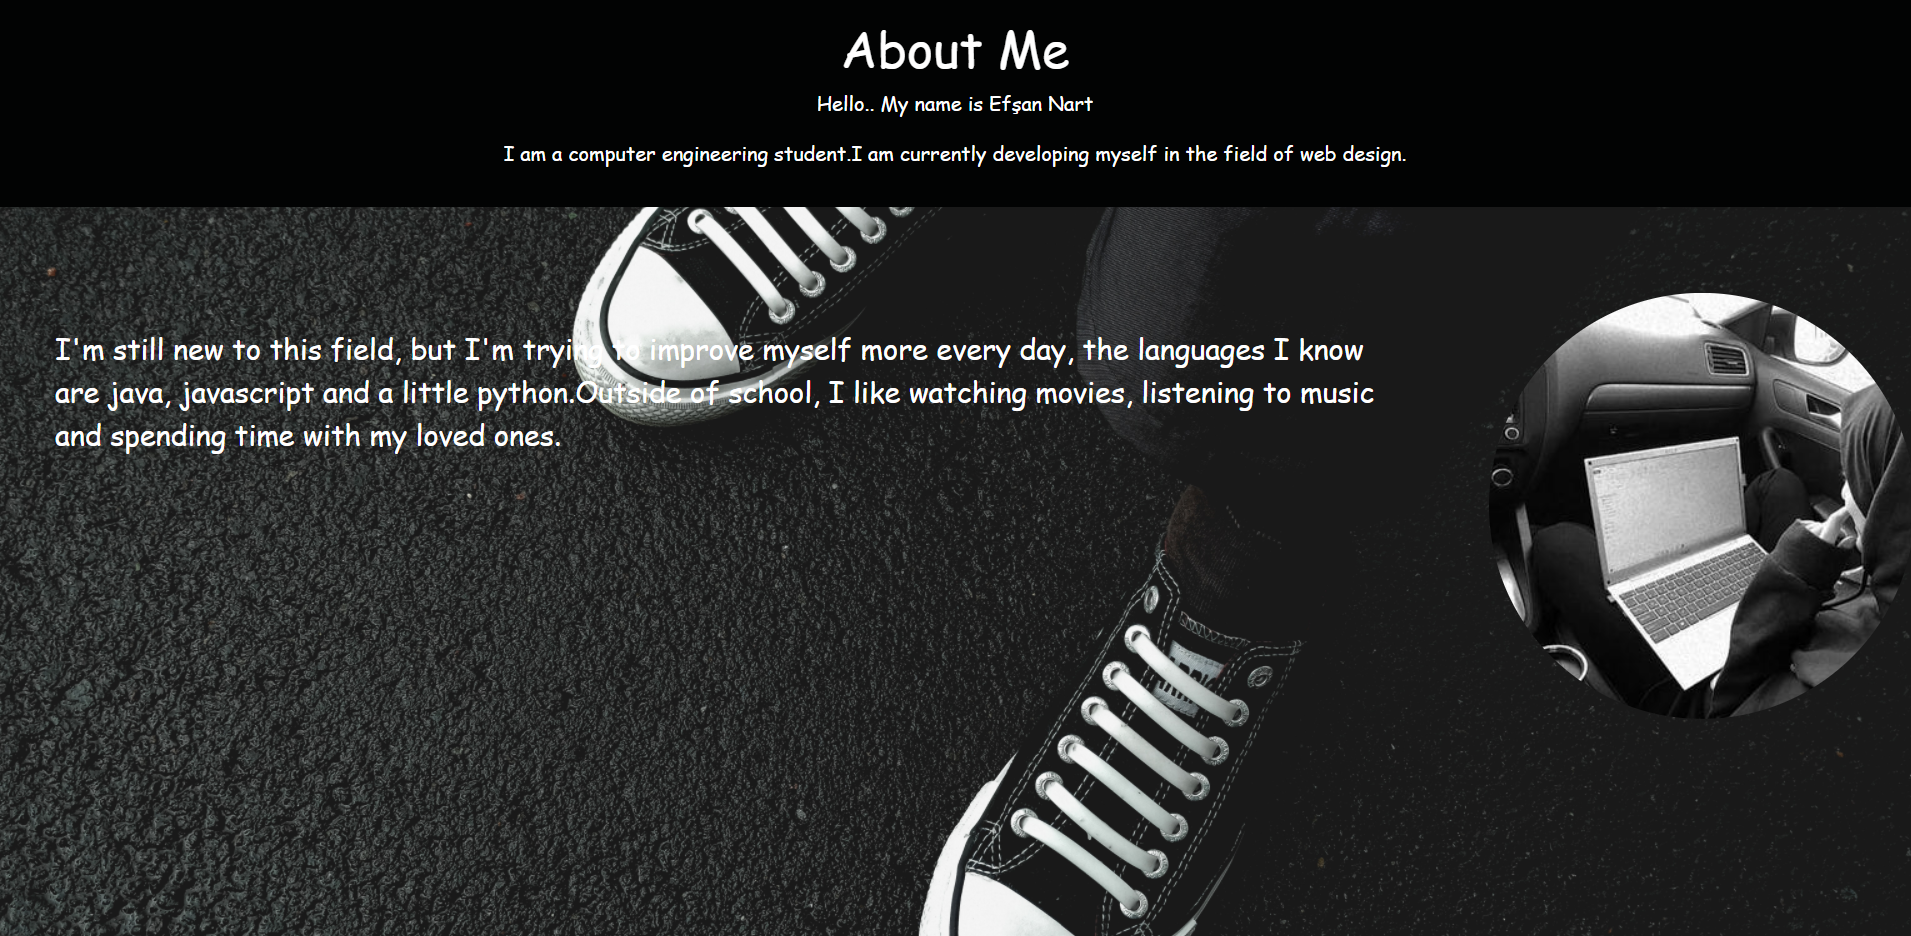 About Me
Hello.. My name is Efşan Nart
I am a computer engineering student.I am currently developing myself in the field of web design.
I'm still new to this field, but I'm trying to improve myself more every day, the languages I know
are java, javascript and a little python.Outside of school, I like watching movies, listening to music
and spending time with my loved ones.